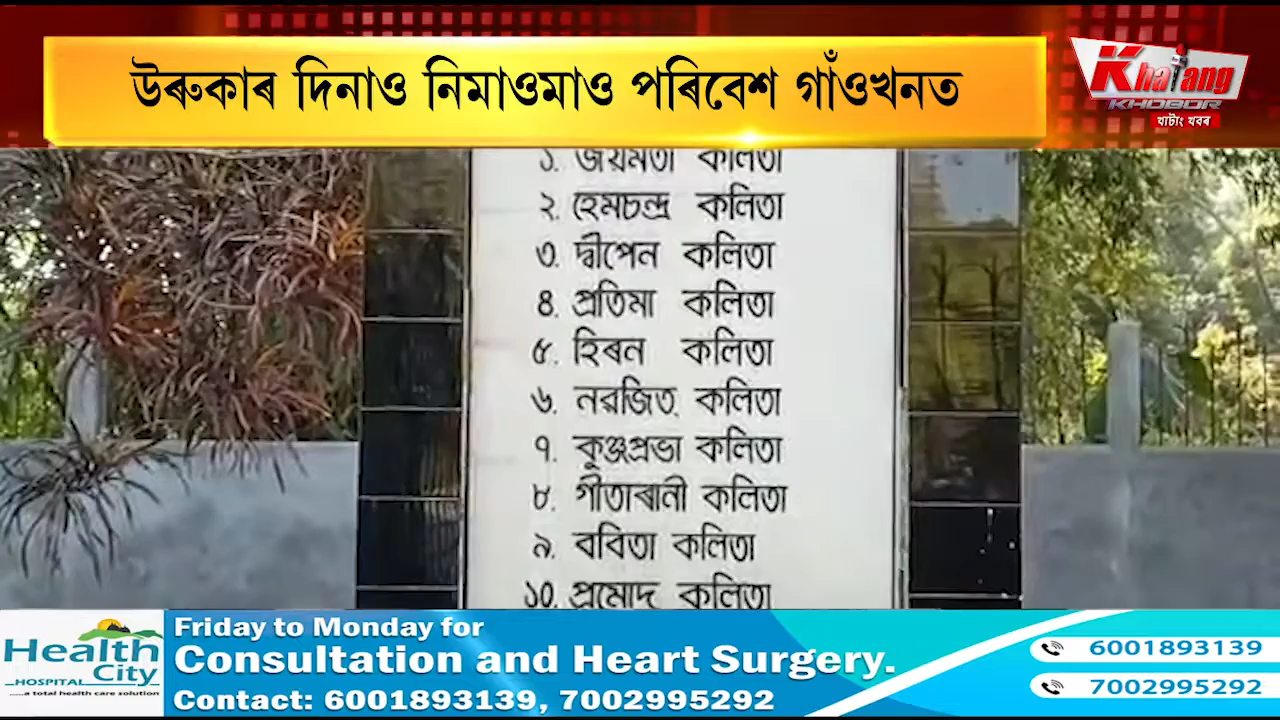 উৰুকাৰ দিনাও নিমাওমাও পৰিবেশ গাঁওখনত
Khatang
KHOBOR
খাটাং খবৰ
১. জয়মতী কলিতা
২. হেমচন্দ্ৰ কলিতা
৩. দ্বীপেন কলিতা
৪. প্ৰতিমা কলিতা
৫. হিৰন কলিতা
৬. নৱজিত কলিতা
৭. কুঞ্জপ্ৰভা কলিতা
৮. গীতাৰানী কলিতা
৯. ববিতা কলিতা
১০. প্ৰমোদ কলিতা
Health
City
HOSPITAL
.....a total health care solution
Friday to Monday for
Consultation and Heart Surgery.
Contact: 6001893139, 7002995292
6001893139
7002995292